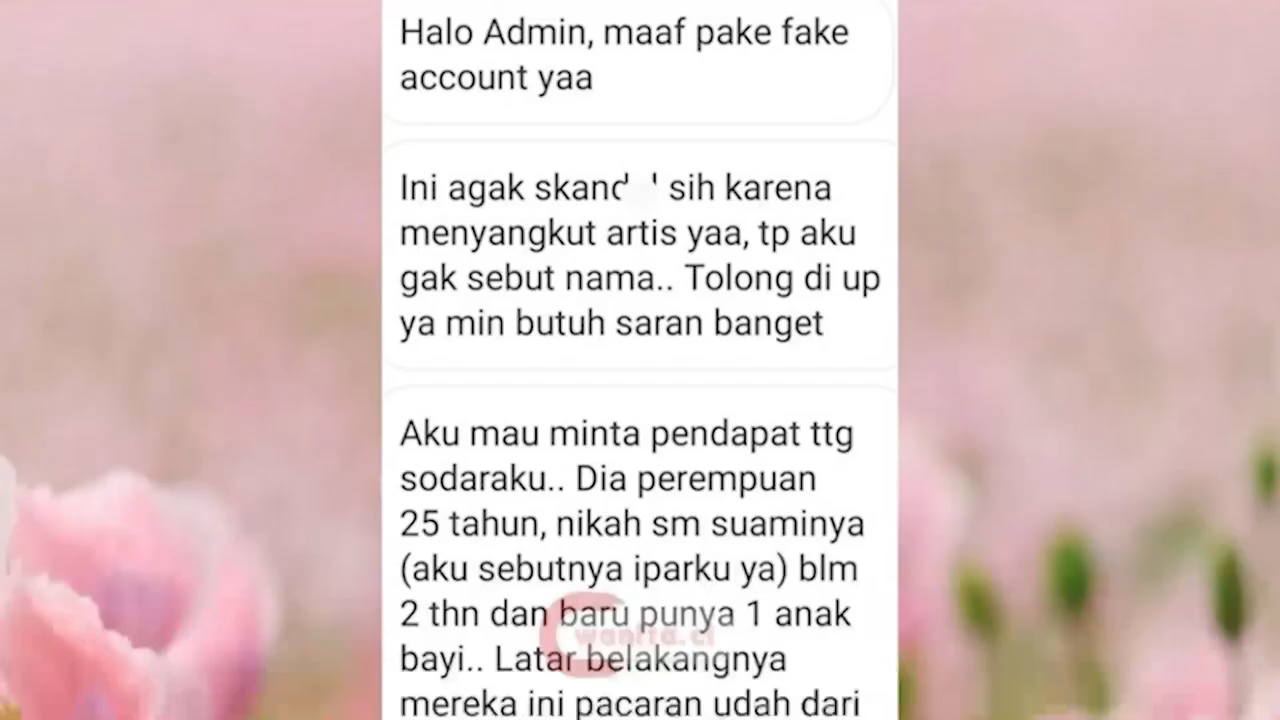 Halo Admin, maaf pake fake
account yaa
Ini agak sih karena
menyangkut artis yaa, tp aku
gak sebut nama.. Tolong di up
ya min butuh saran banget
Aku mau minta pendapat ttg
sodaraku.. Dia perempuan
25 tahun, nikah sm suaminya
(aku sebutnya iparku ya) blm
2 thn dan baru punya 1 anak
wanita.ci
bayi.. Latar belakangnya
mereka ini pacaran udah dari